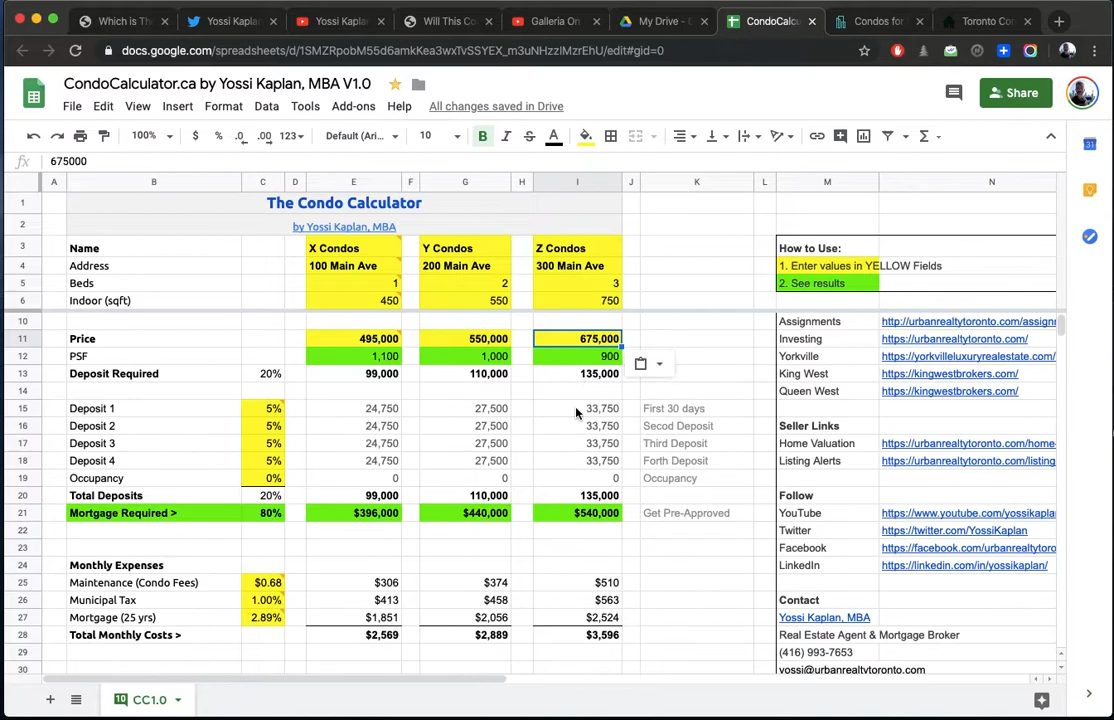 Which is Th
Yossi Kaplan
Yossi Kaplan
Will This Co
Galleria On
My Drive - G
CondoCalcu
Condos for
Toronto Con
docs.google.com/spreadsheets/d/1SMZRpobM55d6amkKea3wxTvSSYEX_m3uNHzzIMzrEhU/edit#gid=0
CondoCalculator.ca by Yossi Kaplan, MBA V1.0
File Edit View Insert Format Data Tools Add-ons Help All changes saved in Drive
Share
100% $ % .0 .00 123 Default (Ari... 10 B I S A
fx 675000
A B C D E F G H I J K L M N
1 The Condo Calculator
2 by Yossi Kaplan, MBA
3 Name X Condos Y Condos Z Condos How to Use:
4 Address 100 Main Ave 200 Main Ave 300 Main Ave 1. Enter values in YELLOW Fields
5 Beds 1 2 3 2. See results
6 Indoor (sqft) 450 550 750
10 Assignments http://urbanrealtytoronto.com/assignm
11 Price 495,000 550,000 675,000 Investing https://urbanrealtytoronto.com/
12 PSF 1,100 1,000 900 Yorkville https://yorkvilleluxuryrealestate.com/
13 Deposit Required 20% 99,000 110,000 135,000 King West https://kingwestbrokers.com/
14 Queen West https://kingwestbrokers.com/
15 Deposit 1 5% 24,750 27,500 33,750 First 30 days
16 Deposit 2 5% 24,750 27,500 33,750 Secod Deposit Seller Links
17 Deposit 3 5% 24,750 27,500 33,750 Third Deposit Home Valuation https://urbanrealtytoronto.com/home-
18 Deposit 4 5% 24,750 27,500 33,750 Forth Deposit Listing Alerts https://urbanrealtytoronto.com/listing
19 Occupancy 0% 0 0 0 Occupancy
20 Total Deposits 20% 99,000 110,000 135,000 Follow
21 Mortgage Required > 80% $396,000 $440,000 $540,000 Get Pre-Approved YouTube https://www.youtube.com/yossikapla
22 Twitter https://twitter.com/YossiKaplan
23 Facebook https://facebook.com/urbanrealtytoro
24 Monthly Expenses LinkedIn https://linkedin.com/in/yossikaplan/
25 Maintenance (Condo Fees) $0.68 $306 $374 $510
26 Municipal Tax 1.00% $413 $458 $563 Contact
27 Mortgage (25 yrs) 2.89% $1,851 $2,056 $2,524 Yossi Kaplan, MBA
28 Total Monthly Costs > $2,569 $2,889 $3,596 Real Estate Agent & Mortgage Broker
29 (416) 993-7653
30 yossi@urbanrealtytoronto.com
10 CC1.0